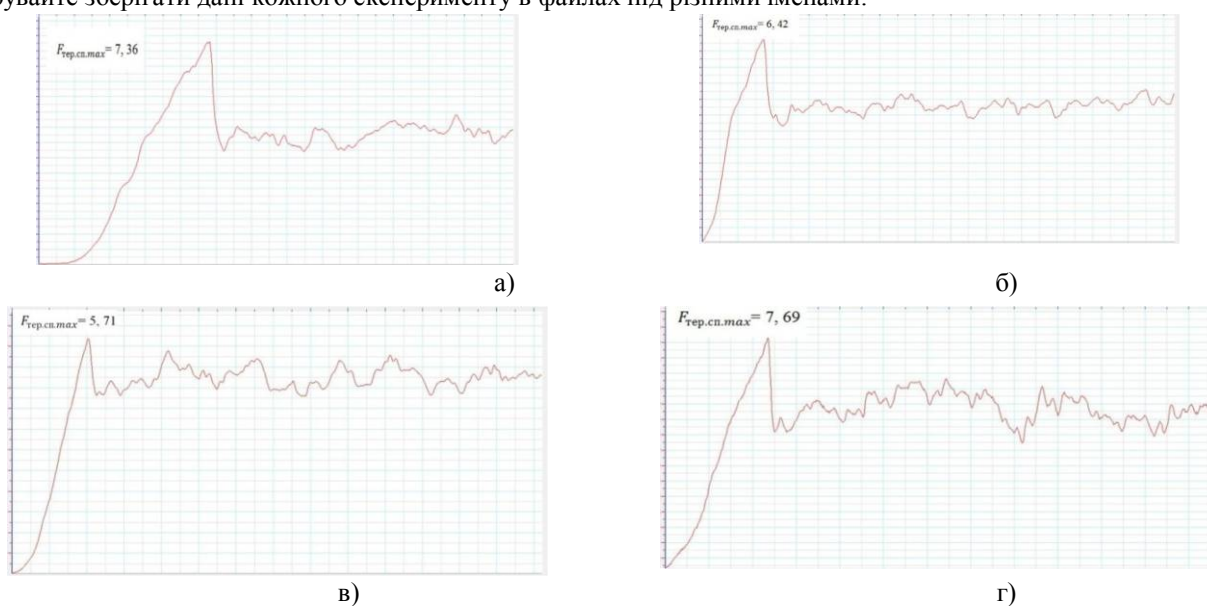 зберігати дані кожного експерименту в файлах під різними іменами.
Fтер.сп.max= 7, 36
Fтер.сп.max= 6, 42
а)
б)
Fтер.сп.max= 5, 71
Fтер.сп.max= 7, 69
в)
г)